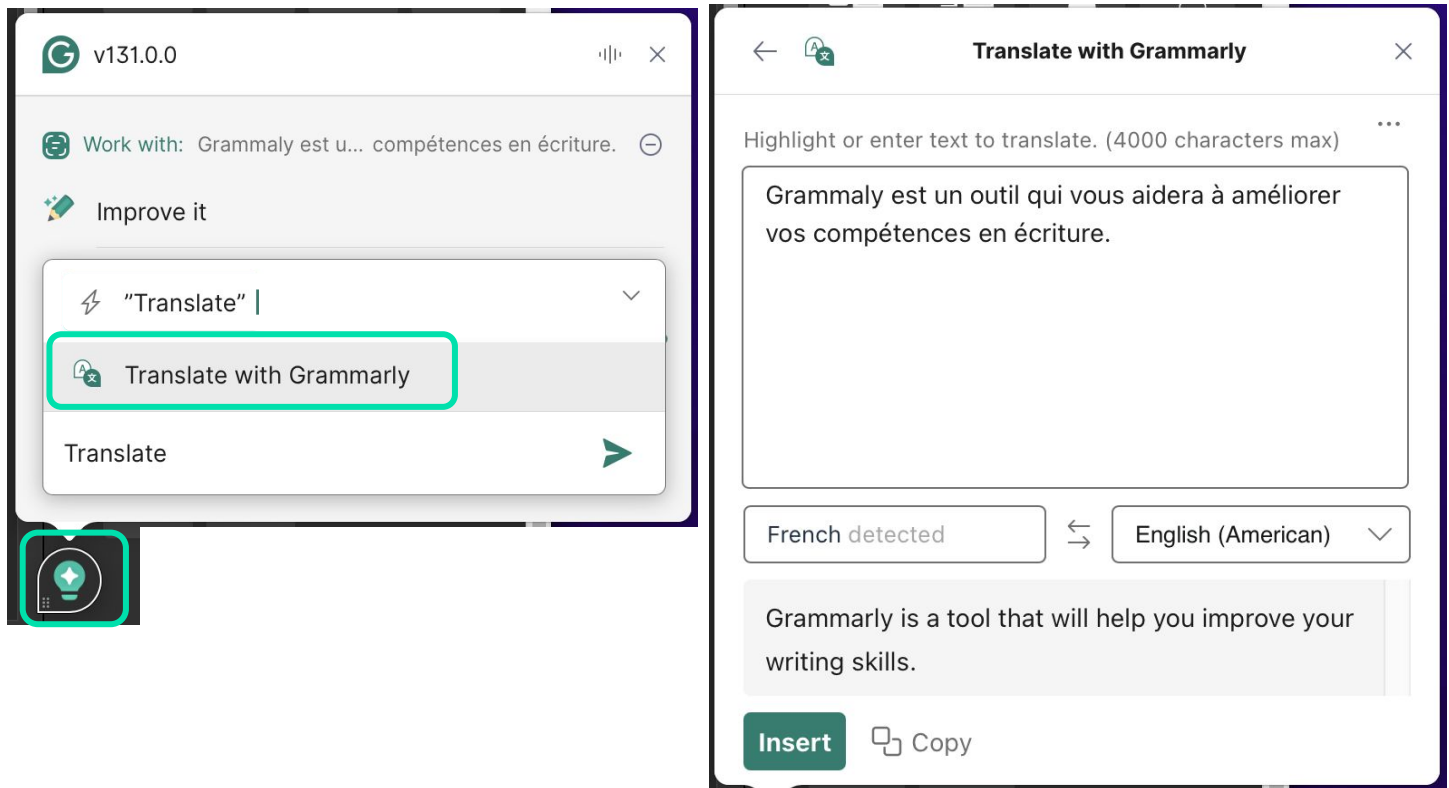 v131.0.0
Work with: Grammaly est u... compétences en écriture.
Improve it
”Translate”
Translate with Grammarly
Translate
Translate with Grammarly
Highlight or enter text to translate. (4000 characters max)
Grammaly est un outil qui vous aidera à améliorer
vos compétences en écriture.
French detected
English (American)
Grammarly is a tool that will help you improve your
writing skills.
Insert
Copy